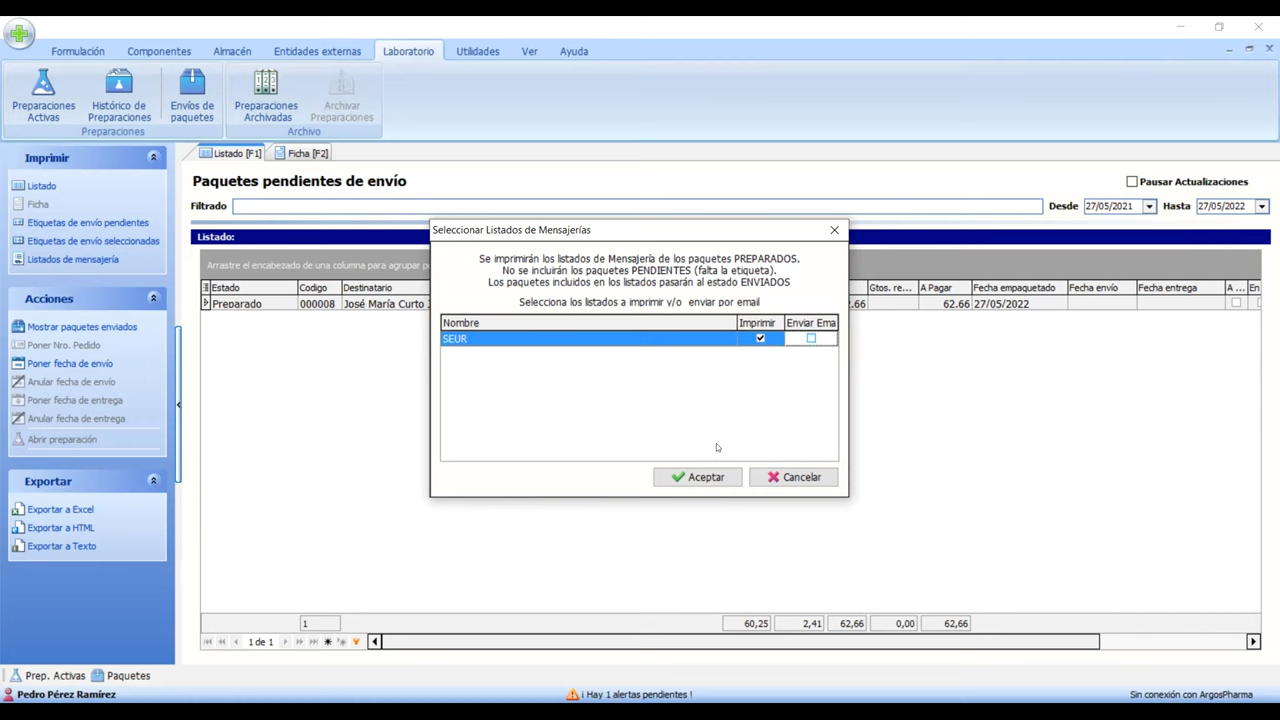 Formulación Componentes Almacén Entidades externas Laboratorio Utilidades Ver Ayuda
Preparaciones Activas
Histórico de Preparaciones
Envíos de paquetes
Preparaciones Archivadas
Archivar Preparaciones
Preparaciones
Archivo
Imprimir
Listado
Ficha
Etiquetas de envío pendientes
Etiquetas de envío seleccionadas
Listados de mensajería
Acciones
Mostrar paquetes enviados
Poner Nro. Pedido
Poner fecha de envío
Anular fecha de envío
Poner fecha de entrega
Anular fecha de entrega
Abrir preparación
Exportar
Exportar a Excel
Exportar a HTML
Exportar a Texto
Listado [F1] Ficha [F2]
Paquetes pendientes de envío
Pausar Actualizaciones
Filtrado
Desde 27/05/2021 Hasta 27/05/2022
Listado:
Arrastre el encabezado de una columna para agrupar p
Estado Codigo Destinatario Gtos. re... A Pagar Fecha empaquetado Fecha envío Fecha entrega A ... En
Preparado 000008 José María Curto 2.66 62.66 27/05/2022
Seleccionar Listados de Mensajerías
Se imprimirán los listados de Mensajería de los paquetes PREPARADOS.
No se incluirán los paquetes PENDIENTES (falta la etiqueta).
Los paquetes incluidos en los listados pasarán al estado ENVIADOS
Selecciona los listados a imprimir y/o enviar por email
Nombre Imprimir Enviar Ema
SEUR
Aceptar Cancelar
1 60,25 2,41 62,66 0,00 62,66
1 de 1
Prep. Activas Paquetes
Pedro Pérez Ramírez
¡ Hay 1 alertas pendientes !
Sin conexión con ArgosPharma